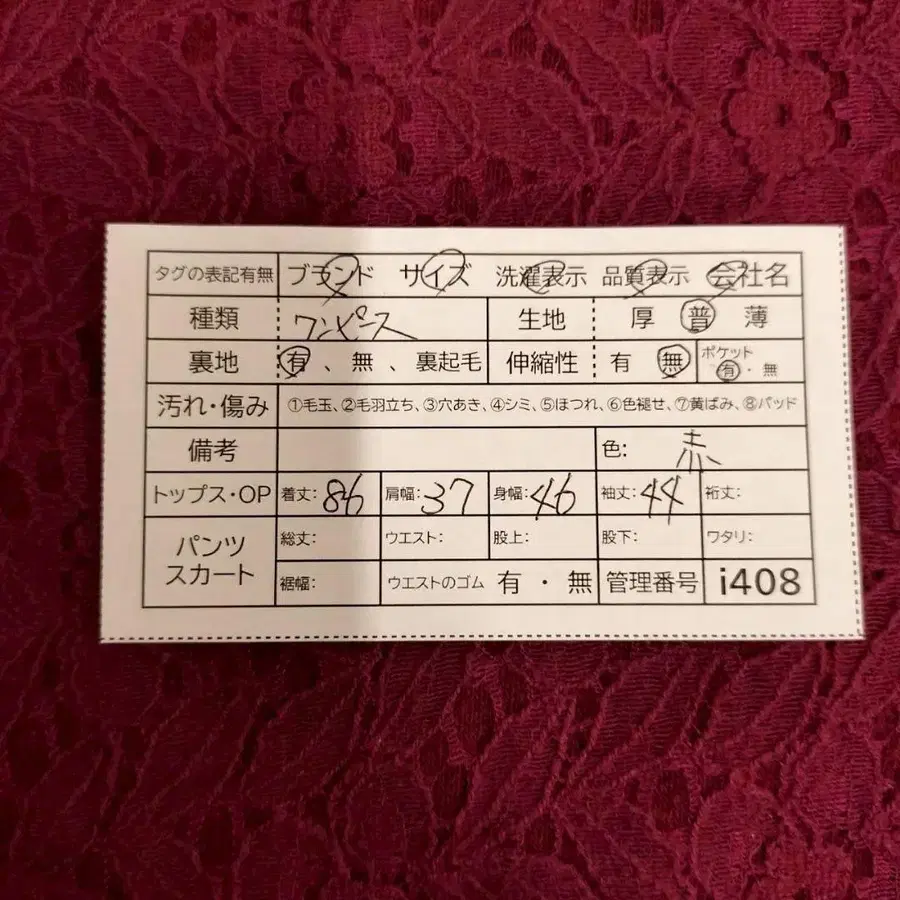 タグの表記有無 ブランド サイズ 洗濯表示 品質表示 会社名
種類 ワンピース 生地 厚 普 薄
裏地 有、無、裏起毛 伸縮性 有 無 ポケット 有・無
汚れ・傷み ①毛玉、②毛羽立ち、③穴あき、④シミ、⑤ほつれ、⑥色褪せ、⑦黄ばみ、⑧パッド
備考 色: 赤
トップス・OP 着丈: 86 肩幅: 37 身幅: 46 袖丈: 44 裄丈:
パンツ スカート 総丈: ウエスト: 股上: 股下: ワタリ:
裾幅: ウエストのゴム 有・無 管理番号 i408